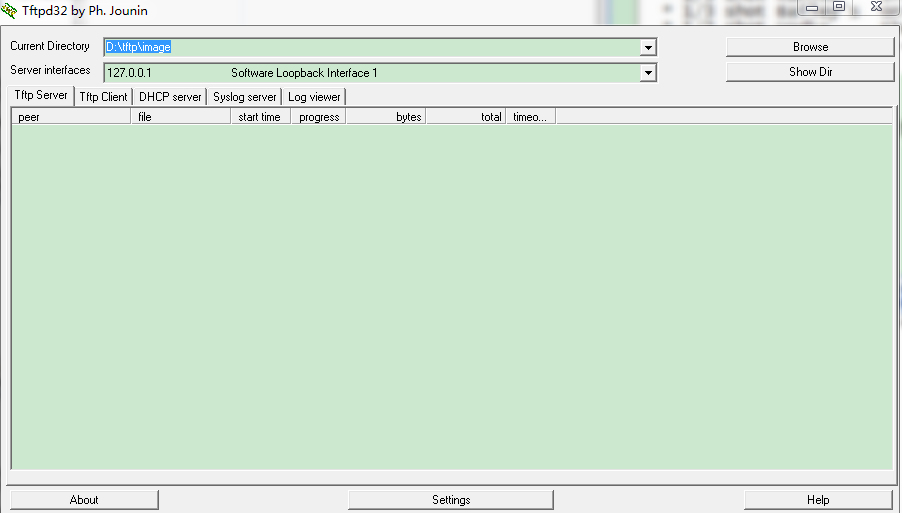 Tftpd32 by Ph. Jounin
Current Directory D:\tftp\image Browse
Server interfaces 127.0.0.1 Software Loopback Interface 1 Show Dir
Tftp Server Tftp Client DHCP server Syslog server Log viewer
peer file start time progress bytes total timeo...
About Settings Help